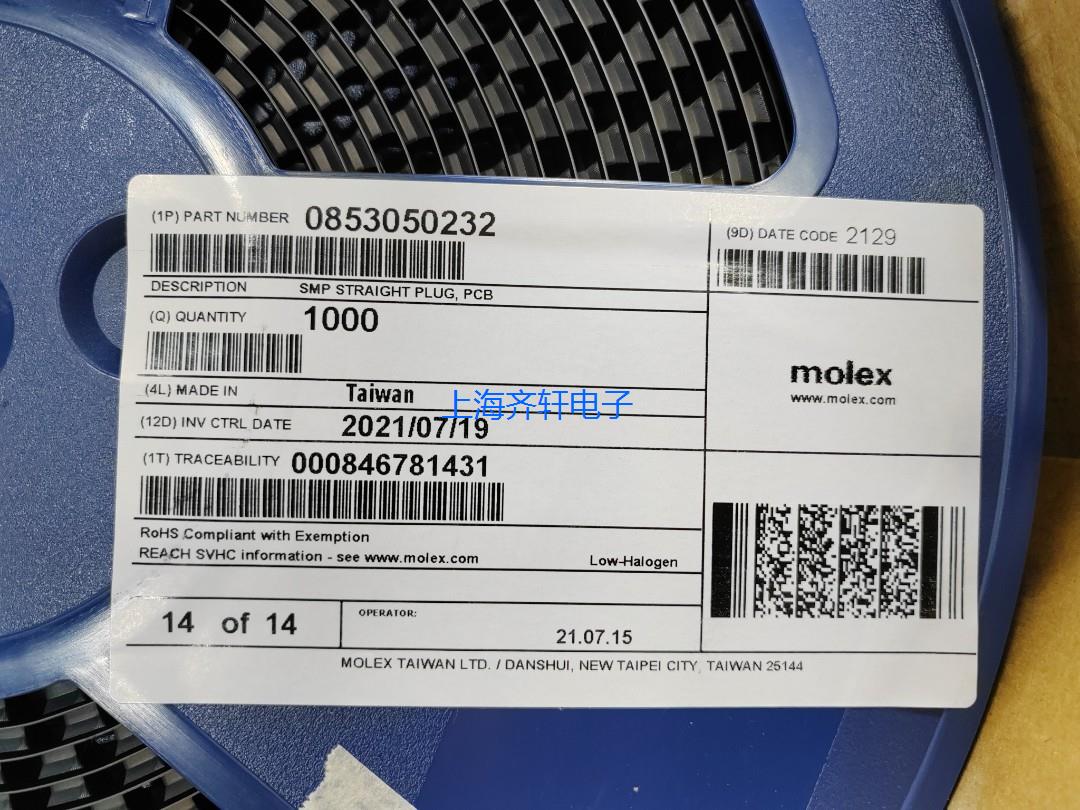 (1P) PART NUMBER 0853050232
(9D) DATE CODE 2129
DESCRIPTION SMP STRAIGHT PLUG, PCB
(Q) QUANTITY 1000
molex
www.molex.com
(4L) MADE IN Taiwan
上海齐轩电子
(12D) INV CTRL DATE 2021/07/19
(1T) TRACEABILITY 000846781431
RoHS Compliant with Exemption
REACH SVHC information - see www.molex.com
Low-Halogen
14 of 14
OPERATOR:
21.07.15
MOLEX TAIWAN LTD. / DANSHUI, NEW TAIPEI CITY, TAIWAN 25144